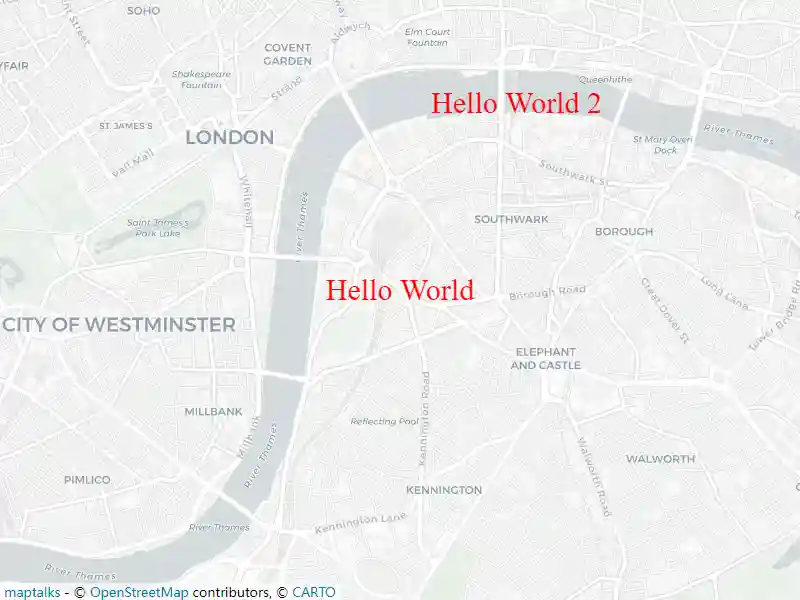 SOHO
Aldwych
Elm Court
Fountain
COVENT
GARDEN
Shakespeare
Fountain
Strand
Queenhithe
Hello World 2
ST. JAMES'S
LONDON
River Thames
St Mary Overi
Dock
Pall Mall
Southwark St
Whitehall
River Thames
Saint James's
Park Lake
SOUTHWARK
BOROUGH
Hello World
Borough Road
Long Lane
Great Dover St
Tower Bridge Ro
CITY OF WESTMINSTER
ELEPHANT
AND CASTLE
MILLBANK
Millbank
Kennington Road
Reflecting Pool
River Thames
Walworth Road
WALWORTH
PIMLICO
KENNINGTON
Kennington Lane
River Thames
River Thames
maptalks - © OpenStreetMap contributors, © CARTO